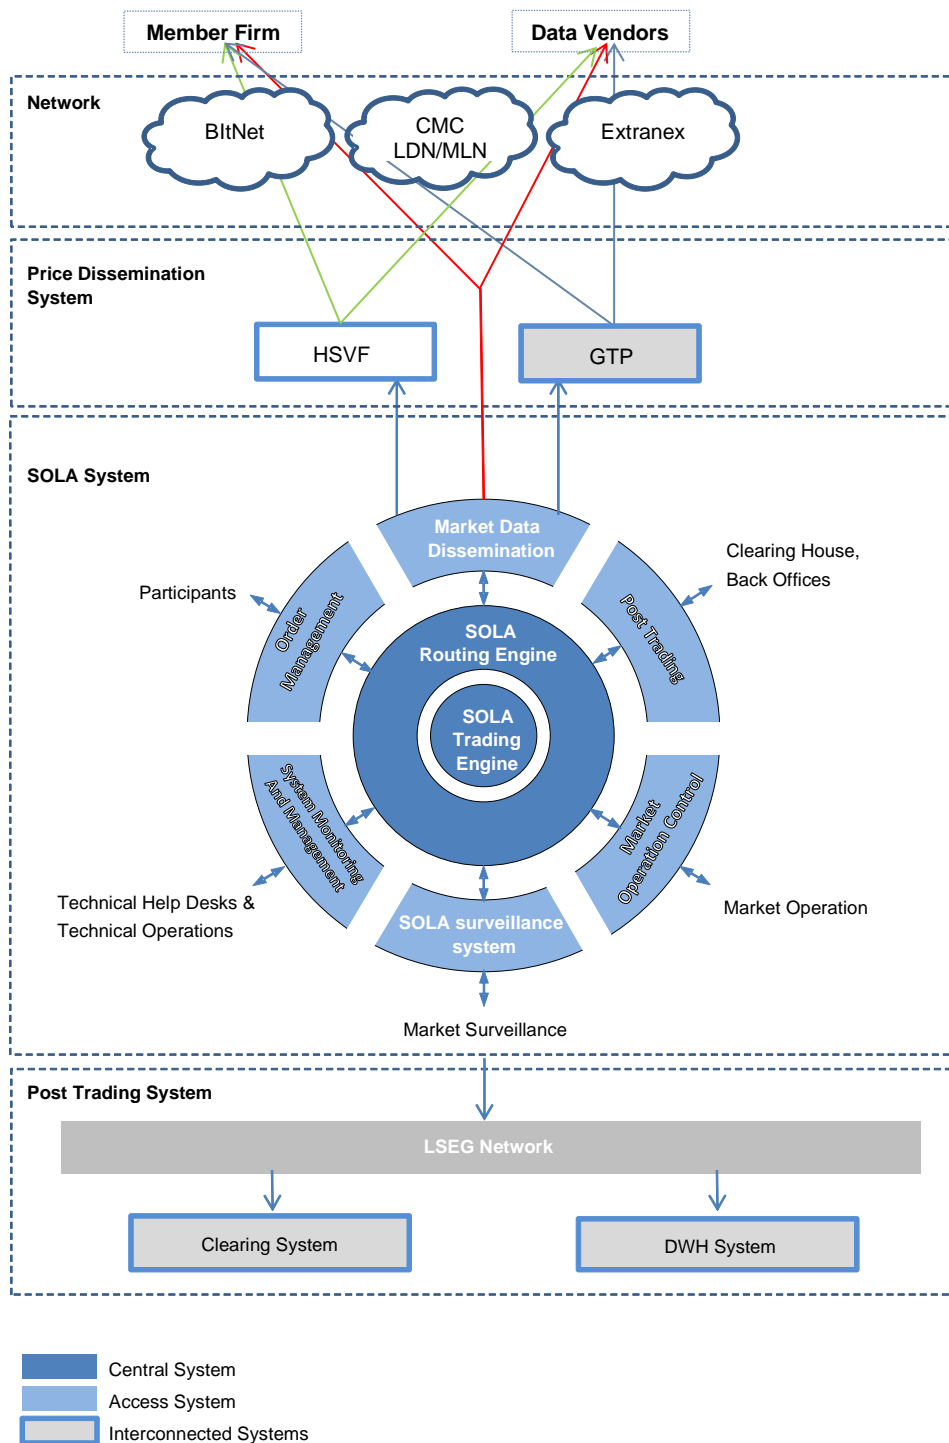 Member Firm
Data Vendors
Network
BItNet
CMC
LDN/MLN
Extranex
Price Dissemination
System
HSVF
GTP
SOLA System
Market Data
Dissemination
Participants
Order
Management
Clearing House,
Back Offices
Post Trading
SOLA
Routing Engine
SOLA
Trading
Engine
System Monitoring
And Management
Market
Operation Control
Technical Help Desks &
Technical Operations
SOLA surveillance
system
Market Operation
Market Surveillance
Post Trading System
LSEG Network
Clearing System
DWH System
Central System
Access System
Interconnected Systems